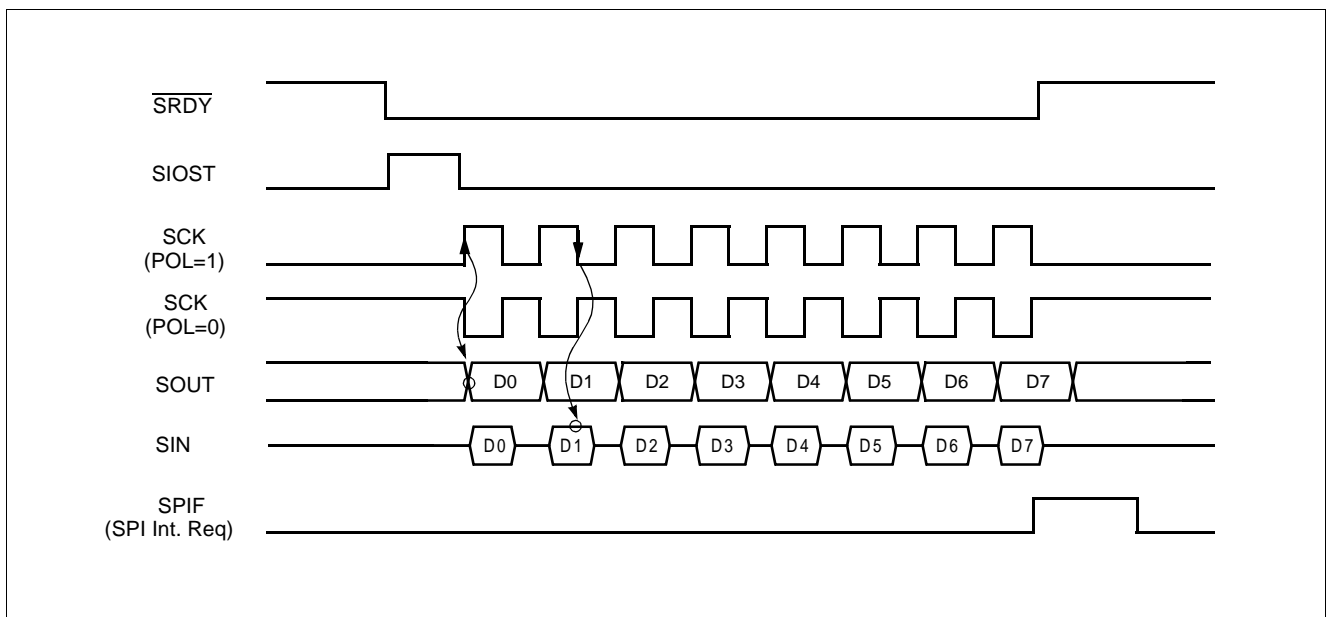 SRDY
SIOST
SCK
(POL=1)
SCK
(POL=0)
SOUT D0 D1 D2 D3 D4 D5 D6 D7
SIN D0 D1 D2 D3 D4 D5 D6 D7
SPIF
(SPI Int. Req)